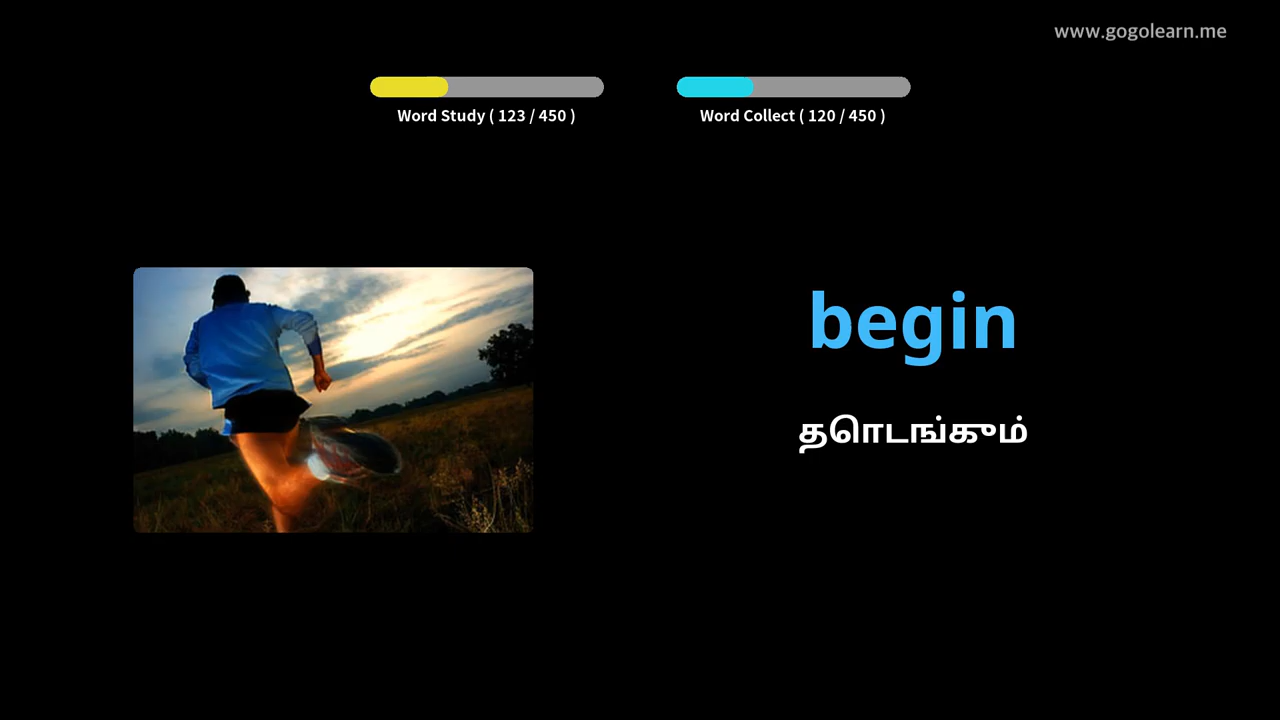 www.gogolearn.me
Word Study ( 123 / 450 )
Word Collect ( 120 / 450 )
begin
தொடங்கும்